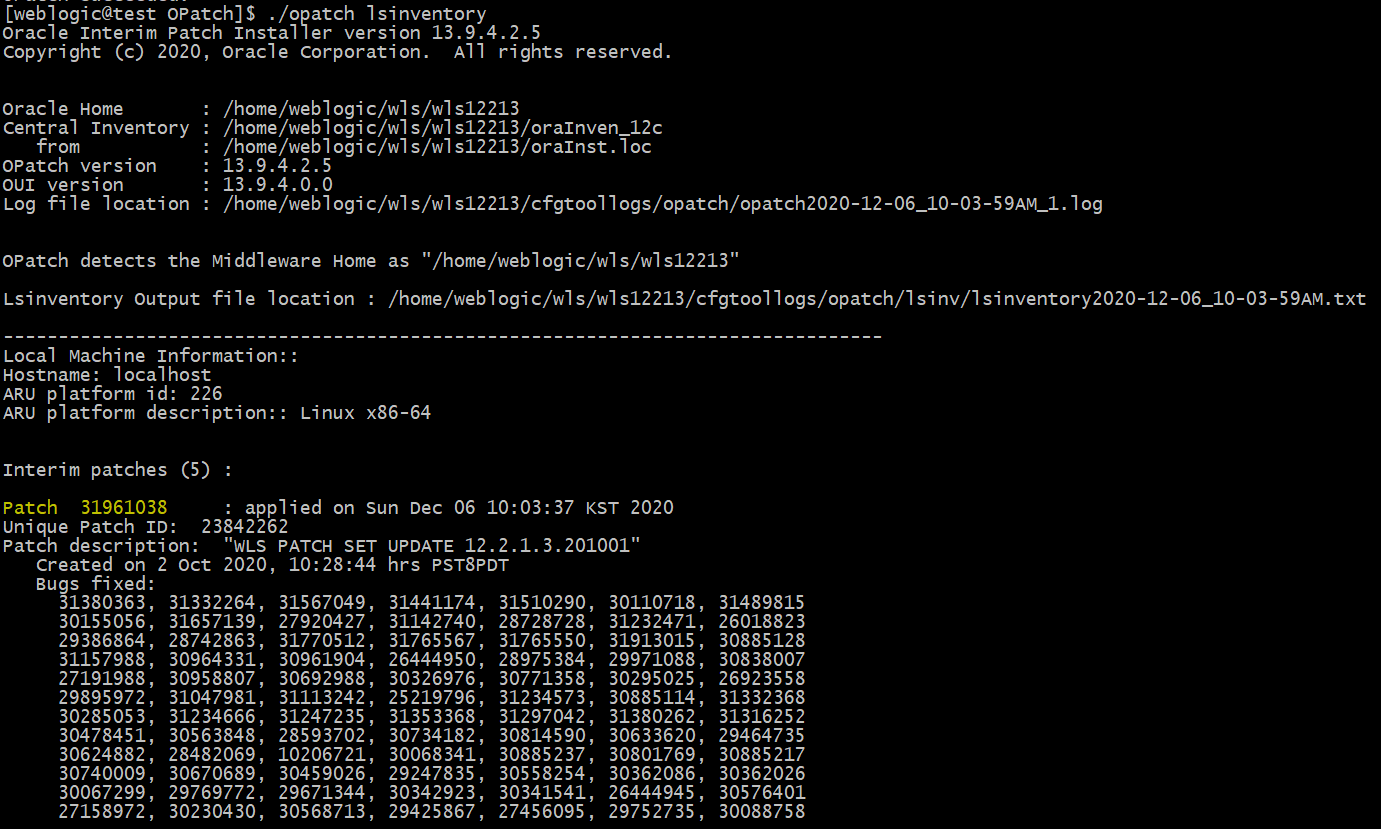 [weblogic@test OPatch]$ ./opatch lsinventory
Oracle Interim Patch Installer version 13.9.4.2.5
Copyright (c) 2020, Oracle Corporation.  All rights reserved.
Oracle Home       : /home/weblogic/wls/wls12213
Central Inventory : /home/weblogic/wls/wls12213/oraInven_12c
   from           : /home/weblogic/wls/wls12213/oraInst.loc
OPatch version    : 13.9.4.2.5
OUI version       : 13.9.4.0.0
Log file location : /home/weblogic/wls/wls12213/cfgtoollogs/opatch/opatch2020-12-06_10-03-59AM_1.log
OPatch detects the Middleware Home as "/home/weblogic/wls/wls12213"
Lsinventory Output file location : /home/weblogic/wls/wls12213/cfgtoollogs/opatch/lsinv/lsinventory2020-12-06_10-03-59AM.txt
--------------------------------------------------------------------------------
Local Machine Information::
Hostname: localhost
ARU platform id: 226
ARU platform description:: Linux x86-64
Interim patches (5) :
Patch  31961038     : applied on Sun Dec 06 10:03:37 KST 2020
Unique Patch ID:  23842262
Patch description:  "WLS PATCH SET UPDATE 12.2.1.3.201001"
   Created on 2 Oct 2020, 10:28:44 hrs PST8PDT
   Bugs fixed:
     31380363, 31332264, 31567049, 31441174, 31510290, 30110718, 31489815
     30155056, 31657139, 27920427, 31142740, 28728728, 31232471, 26018823
     29386864, 28742863, 31770512, 31765567, 31765550, 31913015, 30885128
     31157988, 30964331, 30961904, 26444950, 28975384, 29971088, 30838007
     27191988, 30958807, 30692988, 30326976, 30771358, 30295025, 26923558
     29895972, 31047981, 31113242, 25219796, 31234573, 30885114, 31332368
     30285053, 31234666, 31247235, 31353368, 31297042, 31380262, 31316252
     30478451, 30563848, 28593702, 30734182, 30814590, 30633620, 29464735
     30624882, 28482069, 10206721, 30068341, 30885237, 30801769, 30885217
     30740009, 30670689, 30459026, 29247835, 30558254, 30362086, 30362026
     30067299, 29769772, 29671344, 30342923, 30341541, 26444945, 30576401
     27158972, 30230430, 30568713, 29425867, 27456095, 29752735, 30088758